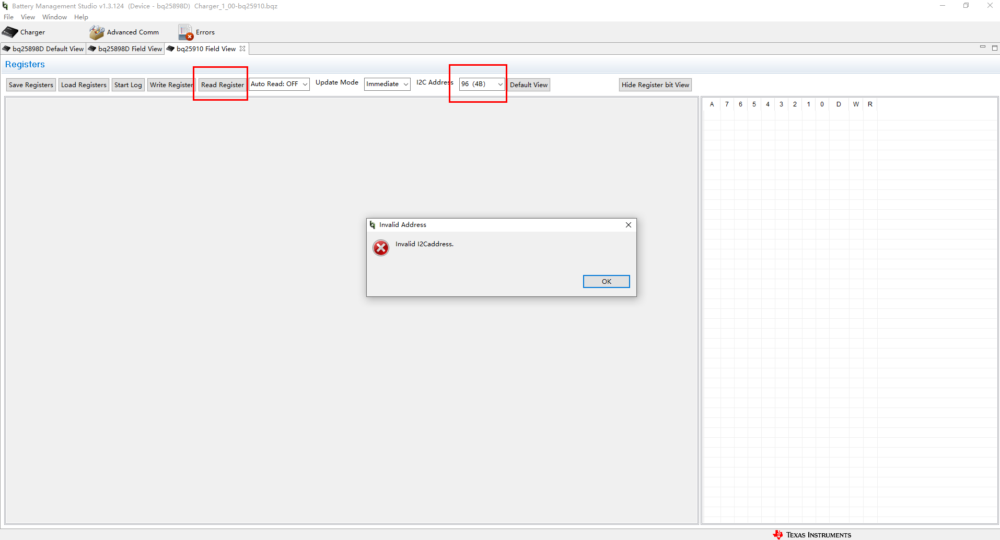 Battery Management Studio v1.3.124 (Device - bq25898D) Charger_1_00-bq25910.bqz
File View Window Help
Charger Advanced Comm Errors
bq25898D Default View bq25898D Field View bq25910 Field View
Registers
Save Registers Load Registers Start Log Write Register Read Register Auto Read: OFF Update Mode Immediate I2C Address 96 (4B) Default View Hide Register bit View
A 7 6 5 4 3 2 1 0 D W R
Invalid Address
Invalid I2Caddress.
OK
TEXAS INSTRUMENTS